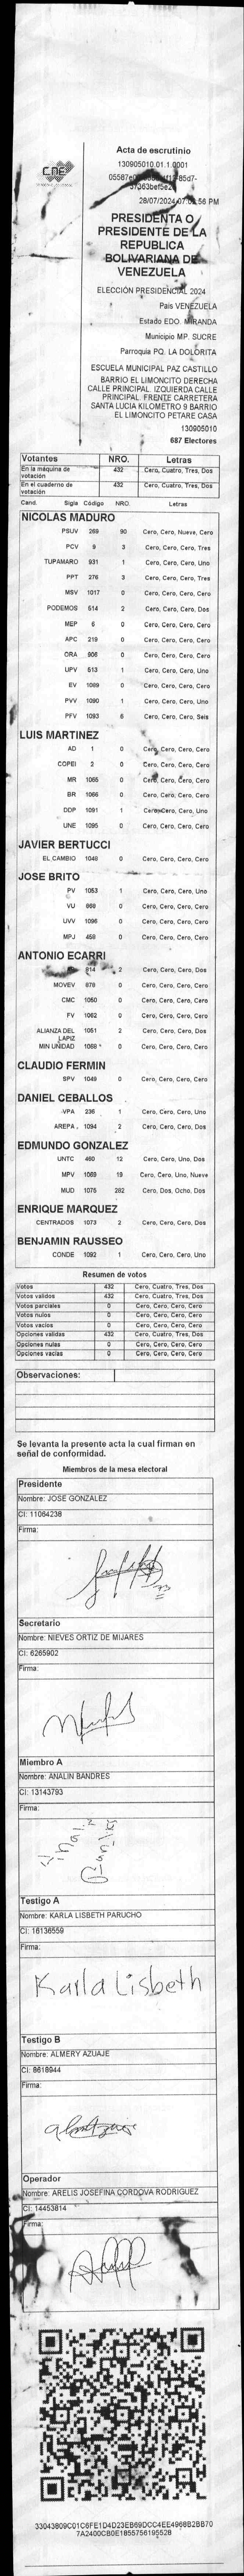 CNE
Acta de escrutinio
130905010.01.1.0001
28/07/2024
56 PM
PRESIDENTA O
PRESIDENTE DE LA
REPUBLICA
BOLIVARIANA DE
VENEZUELA
ELECCIÓN PRESIDENCIAL 2024
País VENEZUELA
Estado EDO. MIRANDA
Municipio MP. SUCRE
Parroquia PQ. LA DOLORITA
ESCUELA MUNICIPAL PAZ CASTILLO
BARRIO EL LIMONCITO DERECHA
CALLE PRINCIPAL. IZQUIERDA CALLE
PRINCIPAL. FRENTE CARRETERA
SANTA LUCIA KILOMETRO 9 BARRIO
EL LIMONCITO PETARE CASA
130905010
687 Electores
Votantes NRO. Letras
En la máquina de votación 432 Cero, Cuatro, Tres, Dos
En el cuaderno de votación 432 Cero, Cuatro, Tres, Dos
Cand. Sigla Código NRO. Letras
NICOLAS MADURO
PSUV 269 90 Cero, Cero, Nueve, Cero
PCV 9 3 Cero, Cero, Cero, Tres
TUPAMARO 931 1 Cero, Cero, Cero, Uno
PPT 276 3 Cero, Cero, Cero, Tres
MSV 1017 0 Cero, Cero, Cero, Cero
PODEMOS 514 2 Cero, Cero, Cero, Dos
MEP 6 0 Cero, Cero, Cero, Cero
APC 219 0 Cero, Cero, Cero, Cero
ORA 906 0 Cero, Cero, Cero, Cero
UPV 513 1 Cero, Cero, Cero, Uno
EV 1089 0 Cero, Cero, Cero, Cero
PVV 1090 1 Cero, Cero, Cero, Uno
PFV 1093 6 Cero, Cero, Cero, Seis
LUIS MARTINEZ
AD 1 0 Cero, Cero, Cero, Cero
COPEI 2 0 Cero, Cero, Cero, Cero
MR 1065 0 Cero, Cero, Cero, Cero
BR 1066 0 Cero, Cero, Cero, Cero
DDP 1091 1 Cero, Cero, Cero, Uno
UNE 1095 0 Cero, Cero, Cero, Cero
JAVIER BERTUCCI
EL CAMBIO 1048 0 Cero, Cero, Cero, Cero
JOSE BRITO
PV 1053 1 Cero, Cero, Cero, Uno
VU 868 0 Cero, Cero, Cero, Cero
UVV 1096 0 Cero, Cero, Cero, Cero
MPJ 458 0 Cero, Cero, Cero, Cero
ANTONIO ECARRI
814 2 Cero, Cero, Cero, Dos
MOVEV 878 0 Cero, Cero, Cero, Cero
CMC 1050 0 Cero, Cero, Cero, Cero
FV 1062 0 Cero, Cero, Cero, Cero
ALIANZA DEL LAPIZ 1051 2 Cero, Cero, Cero, Dos
MIN UNIDAD 1068 0 Cero, Cero, Cero, Cero
CLAUDIO FERMIN
SPV 1049 0 Cero, Cero, Cero, Cero
DANIEL CEBALLOS
VPA 236 1 Cero, Cero, Cero, Uno
AREPA 1094 2 Cero, Cero, Cero, Dos
EDMUNDO GONZALEZ
UNTC 460 12 Cero, Cero, Uno, Dos
MPV 1069 19 Cero, Cero, Uno, Nueve
MUD 1075 282 Cero, Dos, Ocho, Dos
ENRIQUE MARQUEZ
CENTRADOS 1073 2 Cero, Cero, Cero, Dos
BENJAMIN RAUSSEO
CONDE 1092 1 Cero, Cero, Cero, Uno
Resumen de votos
Votos 432 Cero, Cuatro, Tres, Dos
Votos validos 432 Cero, Cuatro, Tres, Dos
Votos parciales 0 Cero, Cero, Cero, Cero
Votos nulos 0 Cero, Cero, Cero, Cero
Votos vacios 0 Cero, Cero, Cero, Cero
Opciones validas 432 Cero, Cuatro, Tres, Dos
Opciones nulas 0 Cero, Cero, Cero, Cero
Opciones vacias 0 Cero, Cero, Cero, Cero
Observaciones:
Se levanta la presente acta la cual firman en
señal de conformidad.
Miembros de la mesa electoral
Presidente
Nombre: JOSE GONZALEZ
CI: 11064238
Firma:
Secretario
Nombre: NIEVES ORTIZ DE MIJARES
CI: 6265902
Firma:
Miembro A
Nombre: ANALIN BANDRES
CI: 13143793
Firma:
Testigo A
Nombre: KARLA LISBETH PARUCHO
CI: 16136559
Firma:
Karla Lisbeth
Testigo B
Nombre: ALMERY AZUAJE
CI: 8618944
Firma:
Operador
Nombre: ARELIS JOSEFINA CORDOVA RODRIGUEZ
CI: 14453814
Firma:
33043809C01C6FE1D4D23EB69DCC4EE4968B2BB70
7A2400CB0E1855756195528